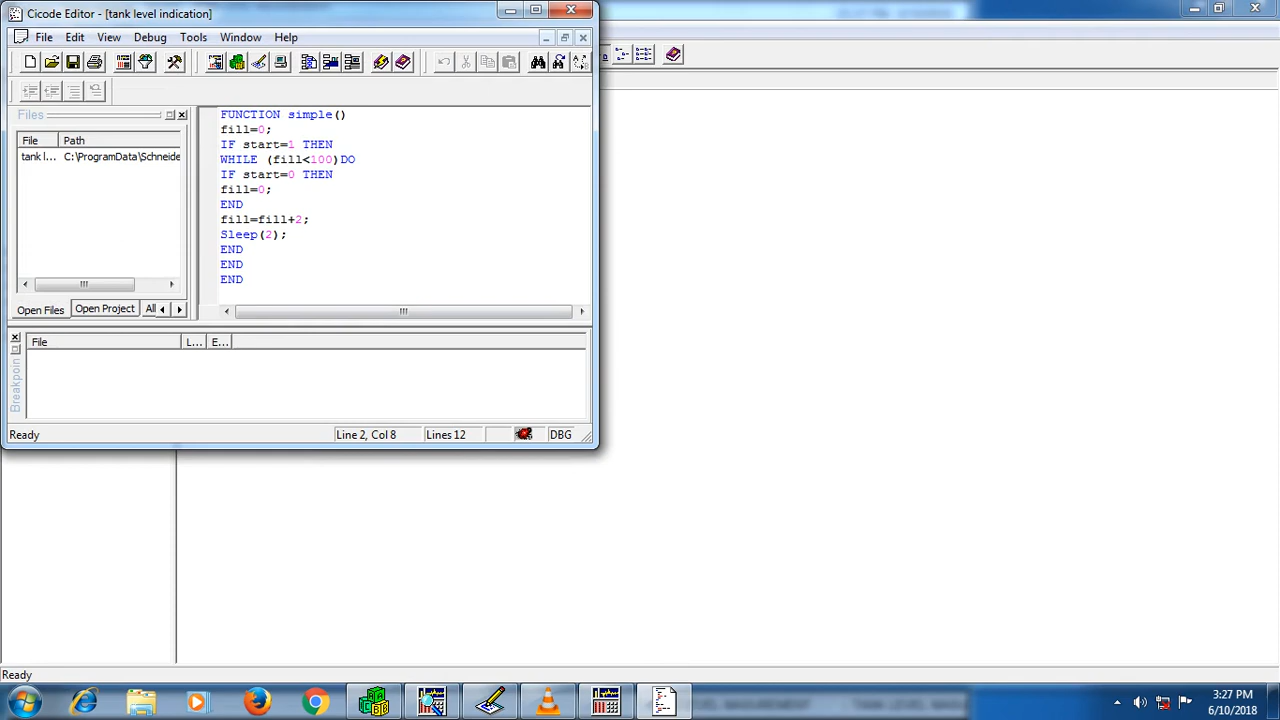 Cicode Editor - [tank level indication]
File Edit View Debug Tools Window Help
Files
File Path
tank l... C:\ProgramData\Schneide
Open Files Open Project All
FUNCTION simple()
fill=0;
IF start=1 THEN
WHILE (fill<100)DO
IF start=0 THEN
fill=0;
END
fill=fill+2;
Sleep(2);
END
END
END
Breakpoin
File L... E...
Ready Line 2, Col 8 Lines 12 DBG
Ready
3:27 PM
6/10/2018